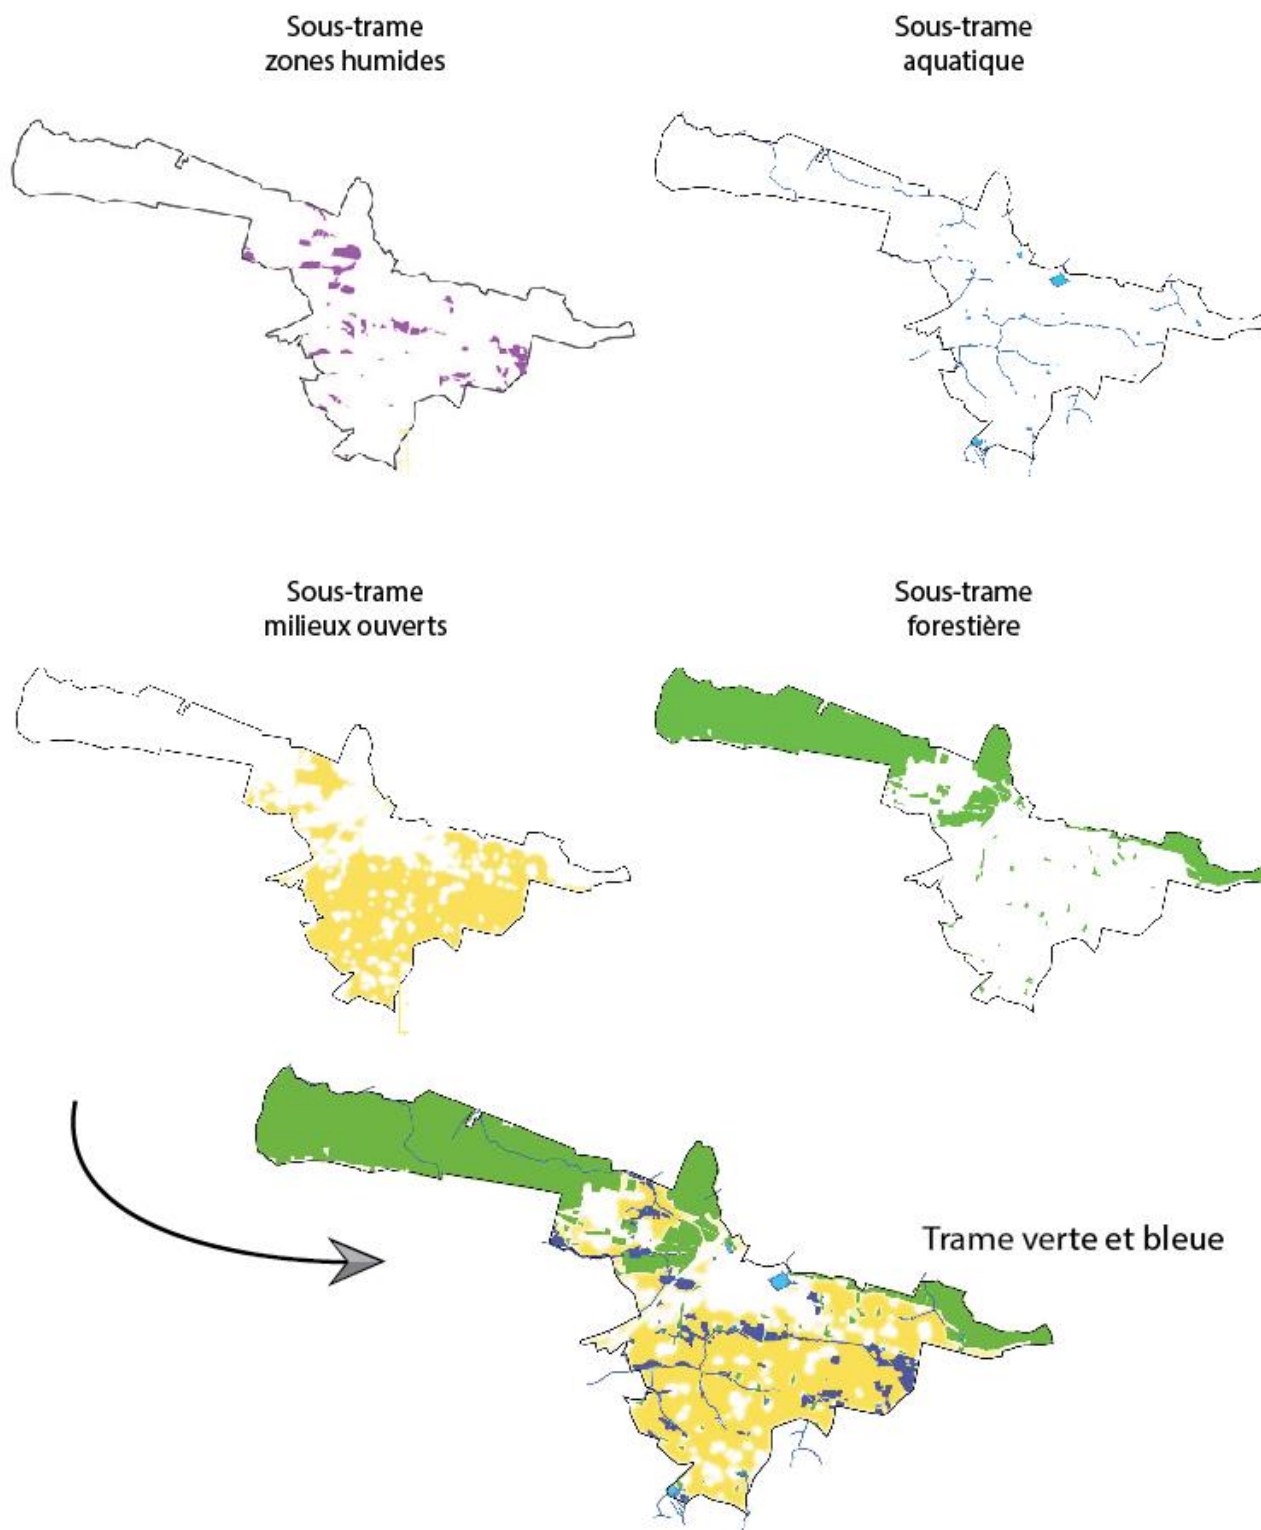 Sous-trame
zones humides
Sous-trame
aquatique
Sous-trame
milieux ouverts
Sous-trame
forestière
Trame verte et bleue